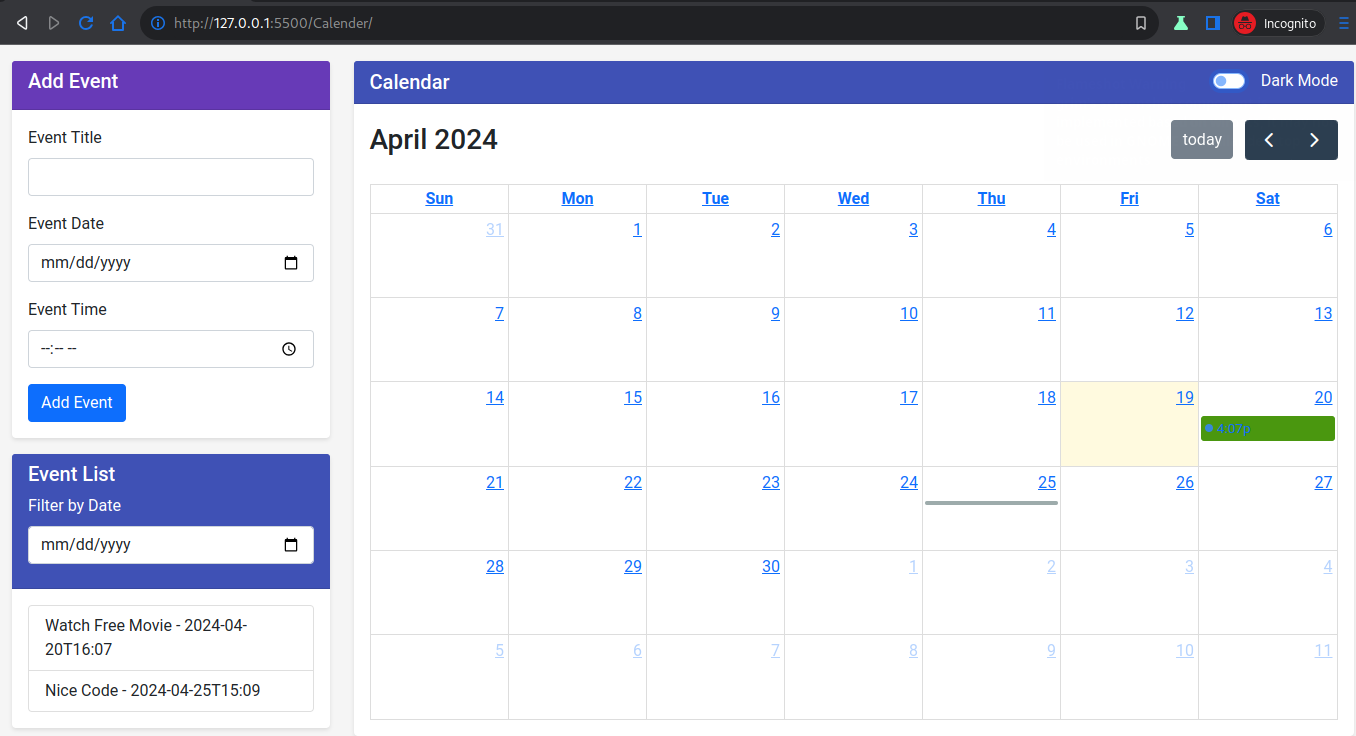 http://127.0.0.1:5500/Calender/
Incognito
Add Event
Event Title
Event Date
mm/dd/yyyy
Event Time
--:-- --
Add Event
Event List
Filter by Date
mm/dd/yyyy
Watch Free Movie - 2024-04-
20T16:07
Nice Code - 2024-04-25T15:09
Calendar
Dark Mode
April 2024
today
Sun Mon Tue Wed Thu Fri Sat
31 1 2 3 4 5 6
7 8 9 10 11 12 13
14 15 16 17 18 19 20
4:07p
21 22 23 24 25 26 27
28 29 30 1 2 3 4
5 6 7 8 9 10 11